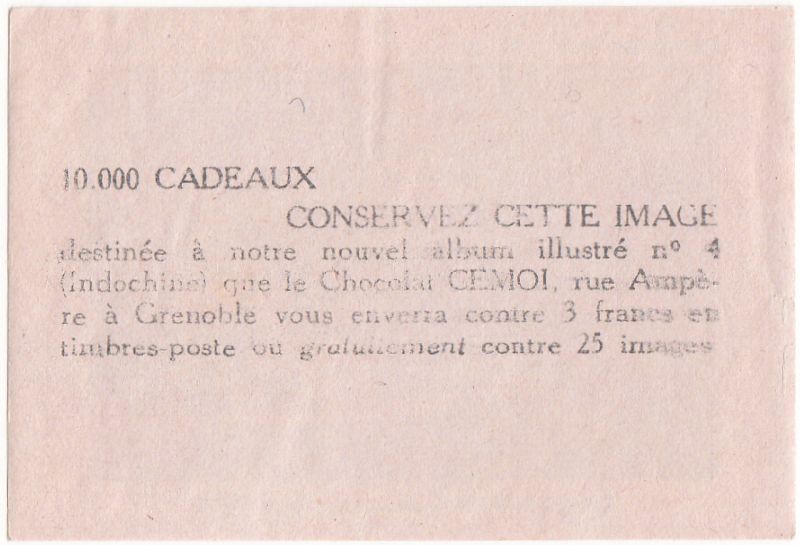 10.000 CADEAUX
CONSERVEZ CETTE IMAGE
destinée à notre nouvel album illustré n° 4
(Indochine) que le Chocolat CÉMOI, rue Ampè-
re à Grenoble vous enverra contre 3 francs en
timbres-poste ou gratuitement contre 25 images